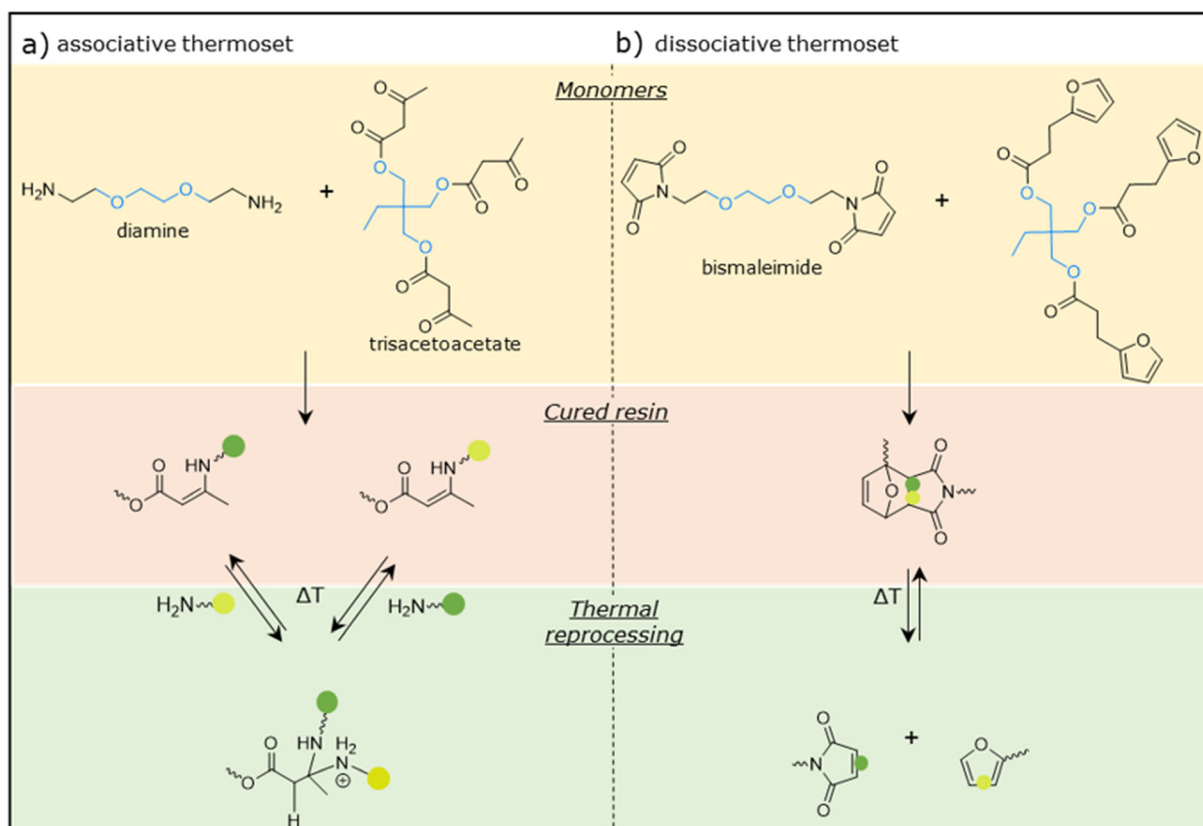 a) associative thermoset
b) dissociative thermoset
Monomers
O
O
O
O
O
O
O
O
O
H₂N
O
O
NH₂
+
diamine
trisacetoacetate
O
N
O
O
O
N
O
O
+
bismaleimide
O
O
O
O
O
O
O
O
O
Cured resin
O
O
HN
O
O
HN
O
O
N
O
H₂N
ΔT
H₂N
ΔT
Thermal
reprocessing
O
O
HN
H₂
N
⊕
H
O
N
O
+
O